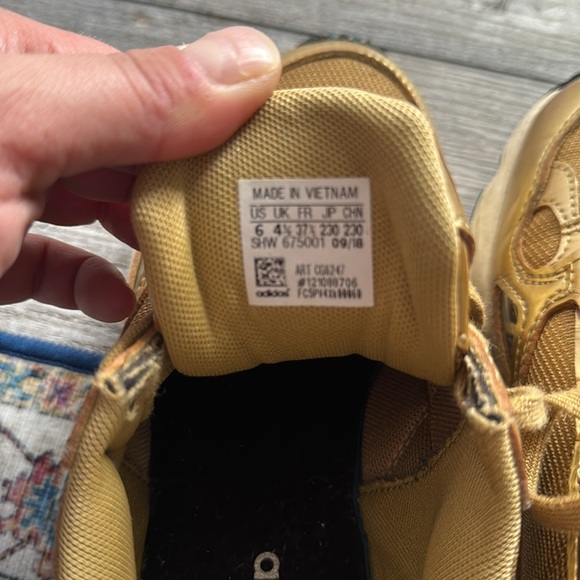 MADE IN VIETNAM
US UK FR JP CHN
6 4½ 37⅓ 230 230
SHW 675001 09/18
ART CG6247
#121088706
adidas